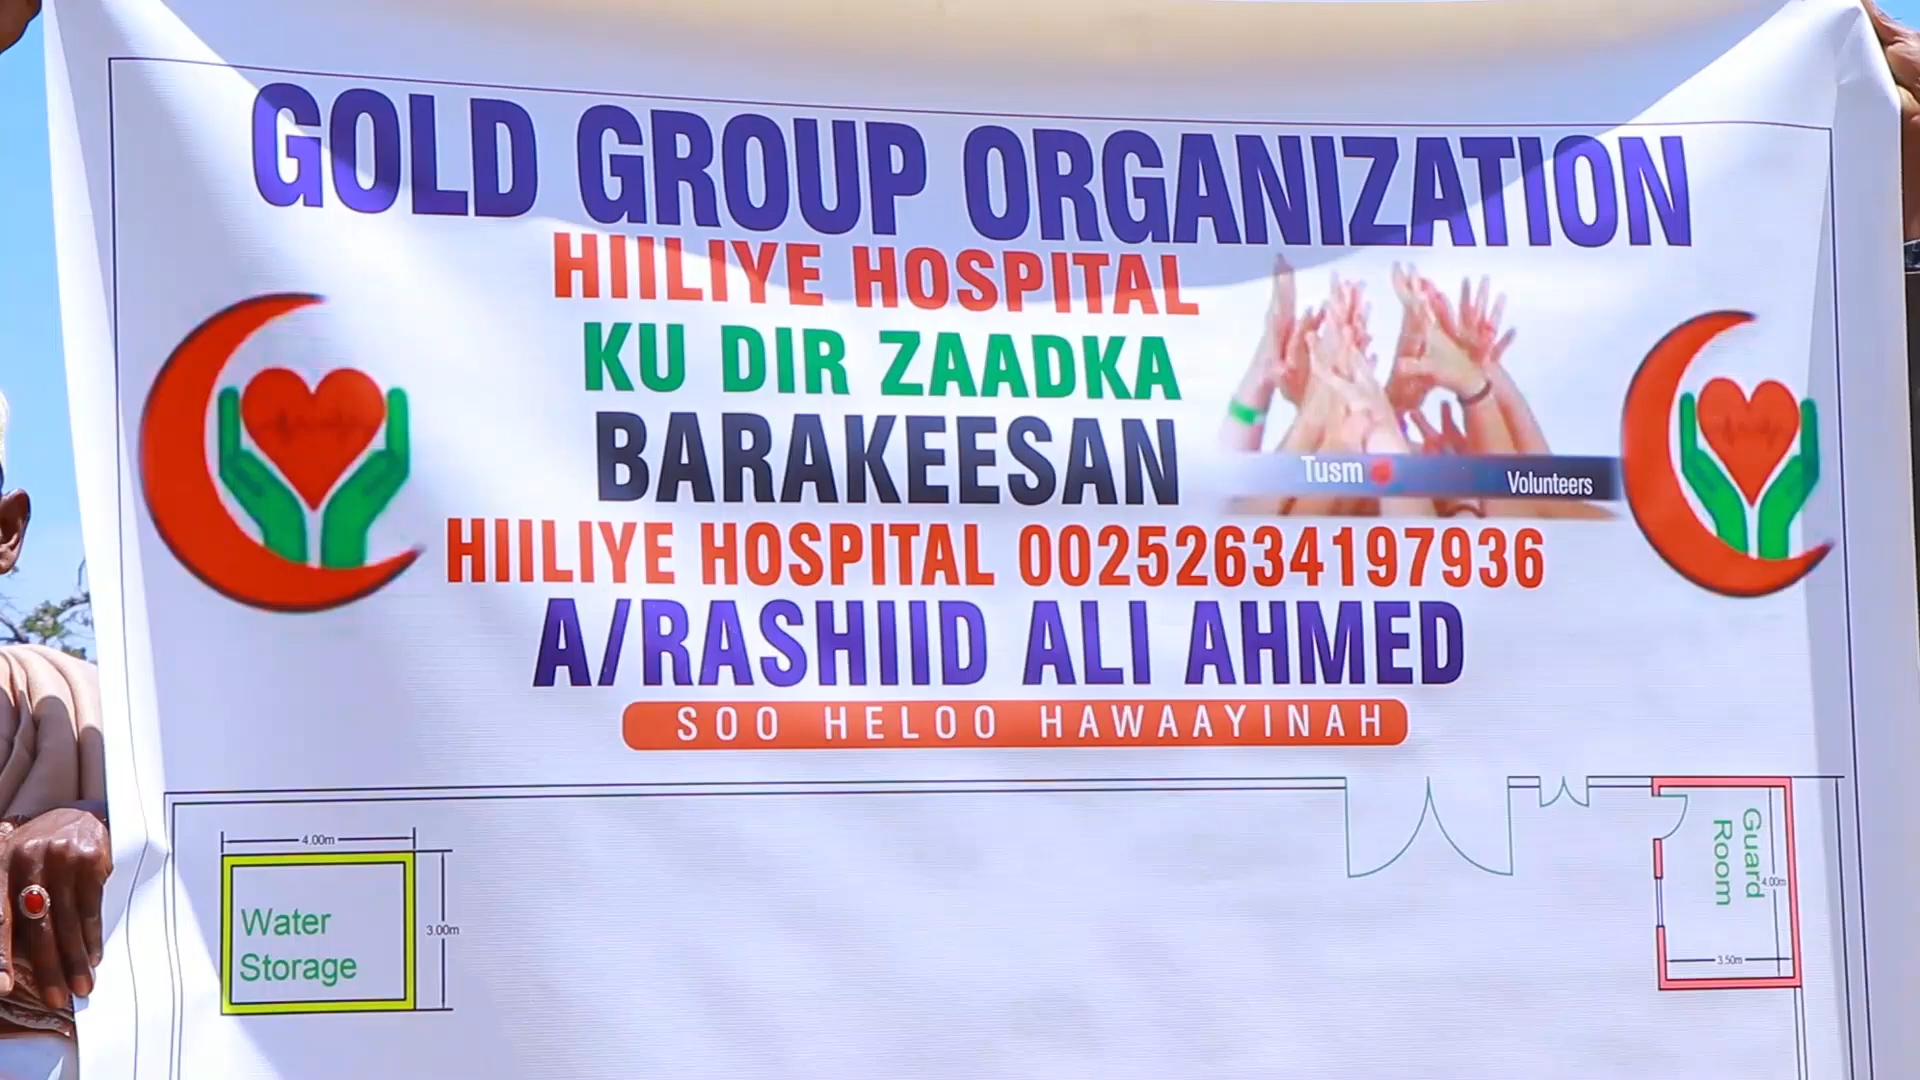 GOLD GROUP ORGANIZATION
HIILIYE HOSPITAL
KU DIR ZAADKA
BARAKEESAN
Tusm
Volunteers
HIILIYE HOSPITAL 00252634197936
A/RASHIID ALI AHMED
SOO HELOO HAWAAYINAH
4.00m
Water
Storage
3.00m
Guard
Room
4.00m
3.50m